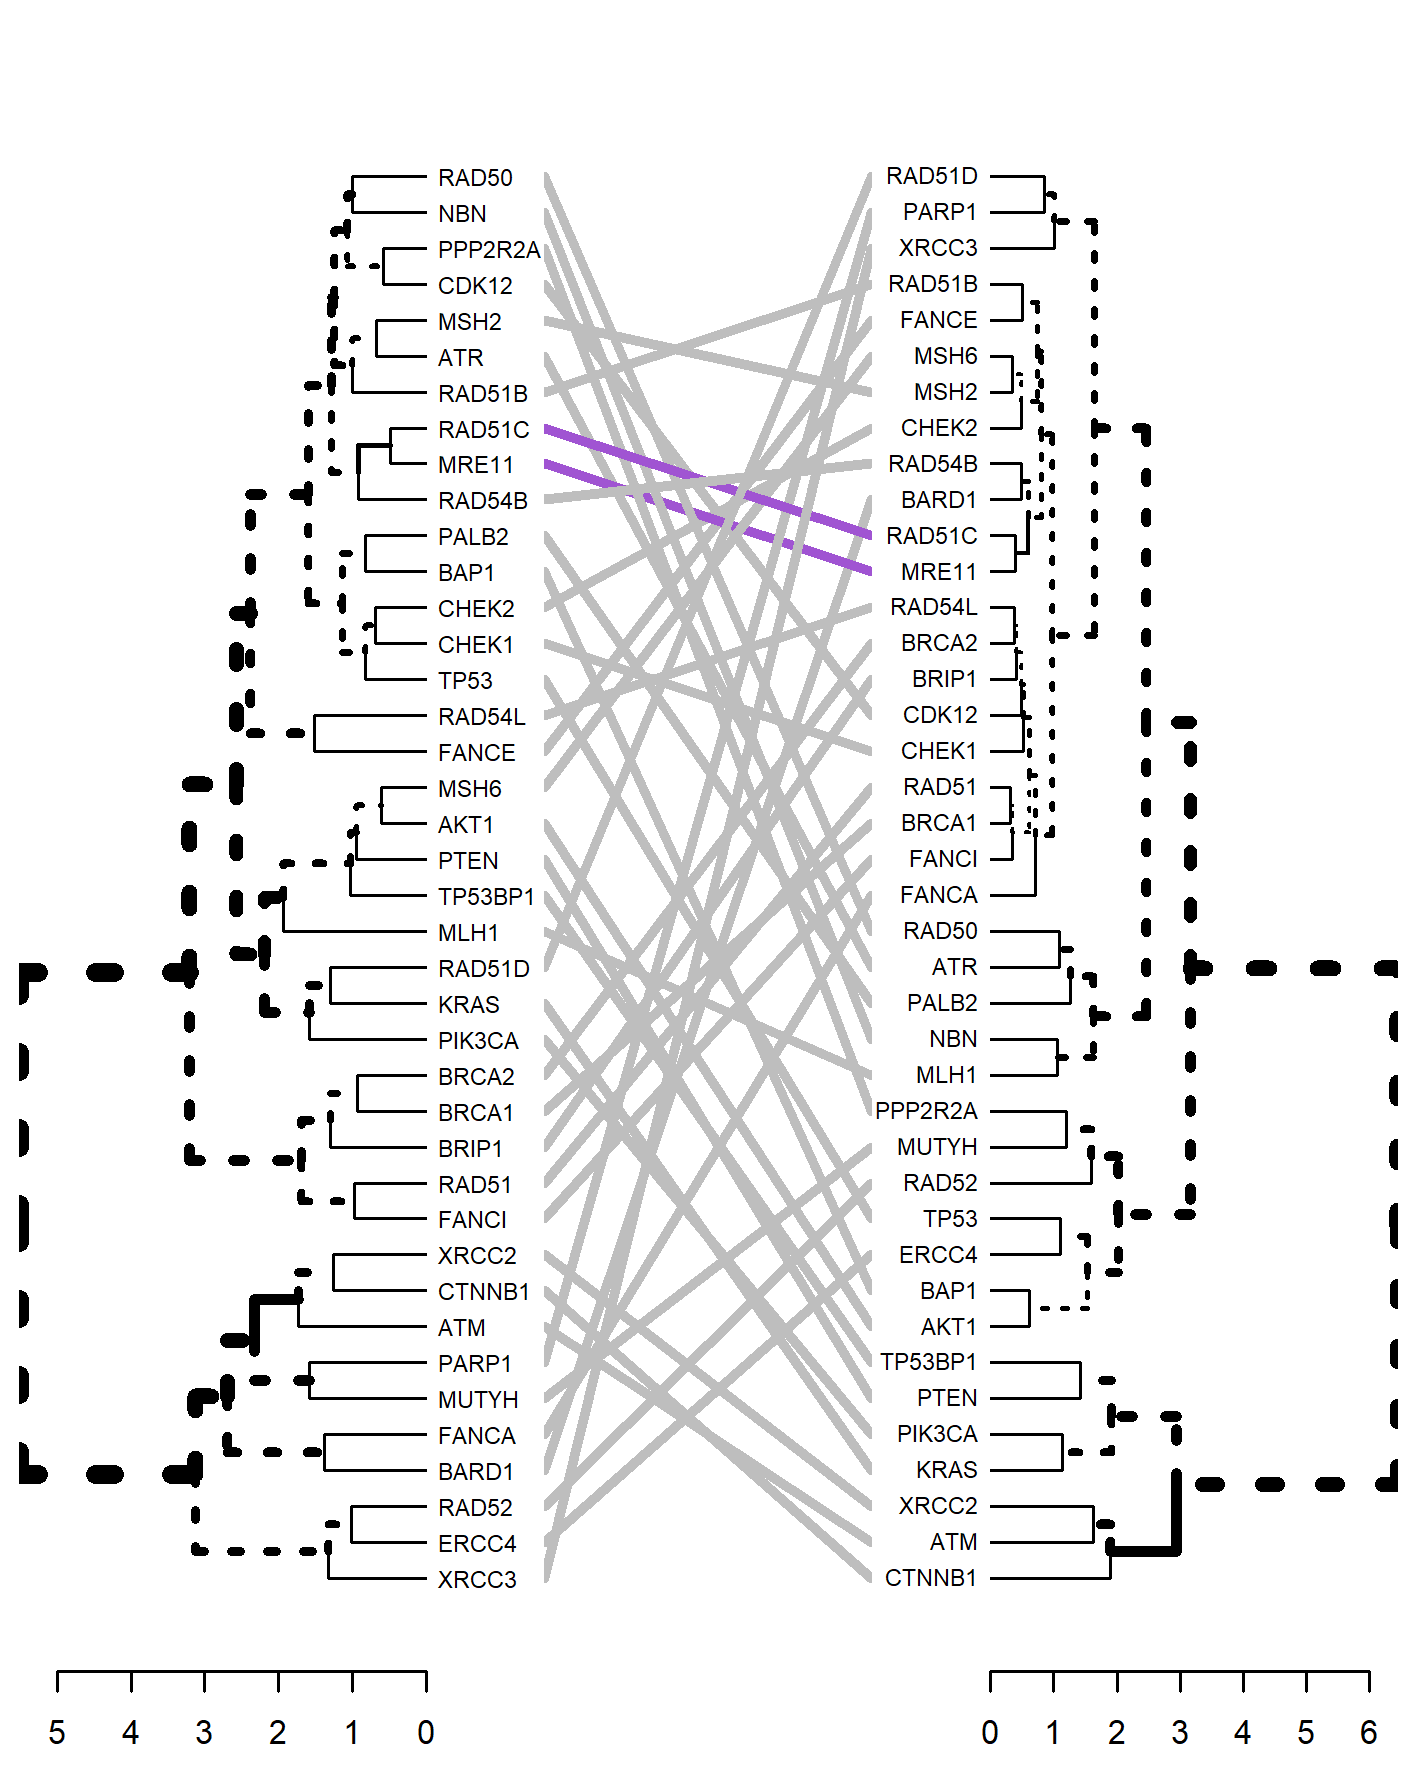 RAD50
NBN
PPP2R2A
CDK12
MSH2
ATR
RAD51B
RAD51C
MRE11
RAD54B
PALB2
BAP1
CHEK2
CHEK1
TP53
RAD54L
FANCE
MSH6
AKT1
PTEN
TP53BP1
MLH1
RAD51D
KRAS
PIK3CA
BRCA2
BRCA1
BRIP1
RAD51
FANCI
XRCC2
CTNNB1
ATM
PARP1
MUTYH
FANCA
BARD1
RAD52
ERCC4
XRCC3
5 4 3 2 1 0
RAD51D
PARP1
XRCC3
RAD51B
FANCE
MSH6
MSH2
CHEK2
RAD54B
BARD1
RAD51C
MRE11
RAD54L
BRCA2
BRIP1
CDK12
CHEK1
RAD51
BRCA1
FANCI
FANCA
RAD50
ATR
PALB2
NBN
MLH1
PPP2R2A
MUTYH
RAD52
TP53
ERCC4
BAP1
AKT1
TP53BP1
PTEN
PIK3CA
KRAS
XRCC2
ATM
CTNNB1
0 1 2 3 4 5 6